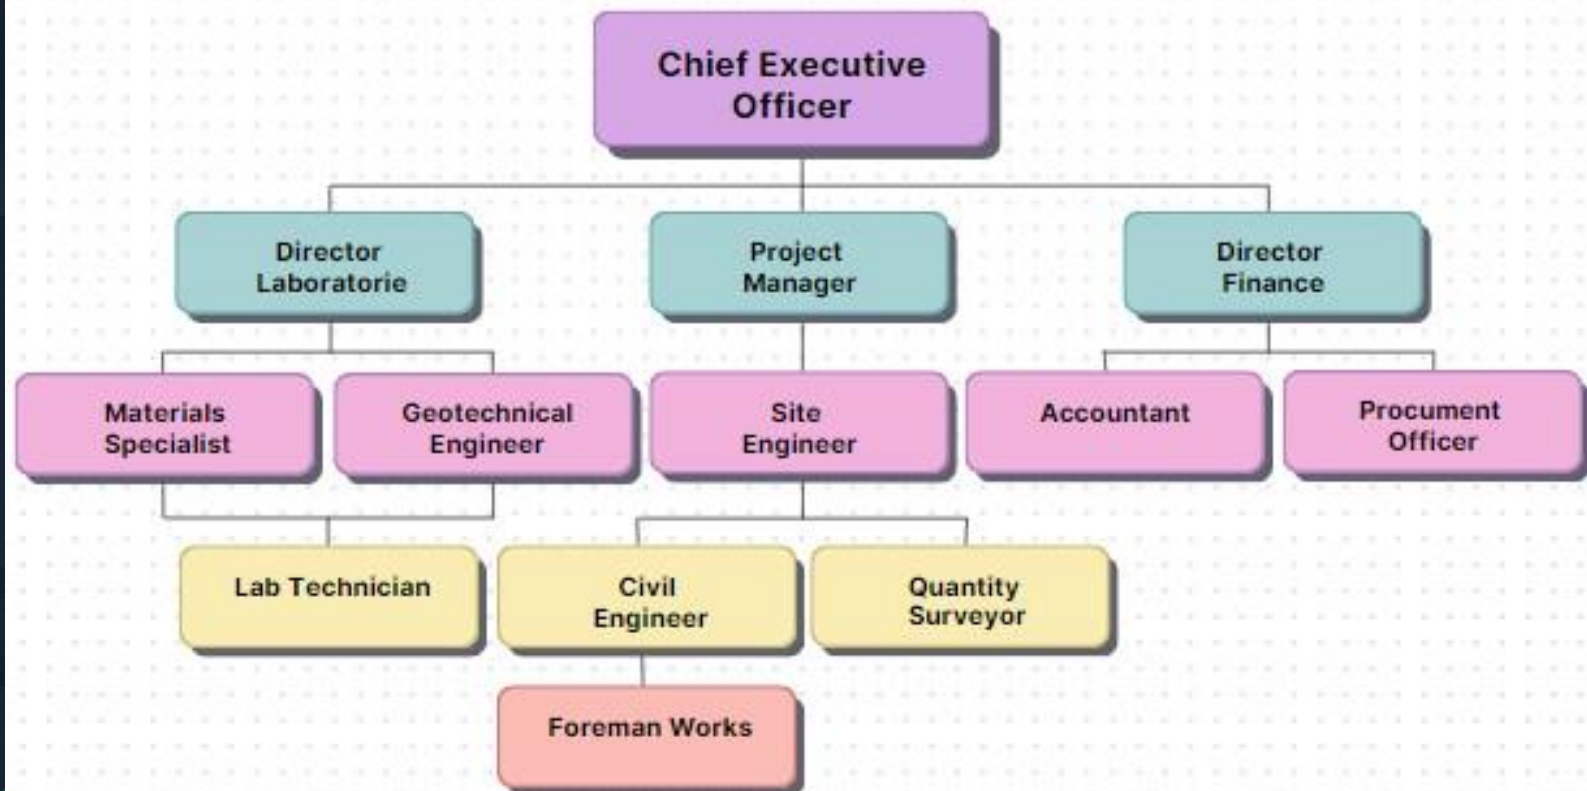 Chief Executive
Officer
Director
Laboratorie
Project
Manager
Director
Finance
Materials
Specialist
Geotechnical
Engineer
Site
Engineer
Accountant
Procument
Officer
Lab Technician
Civil
Engineer
Quantity
Surveyor
Foreman Works